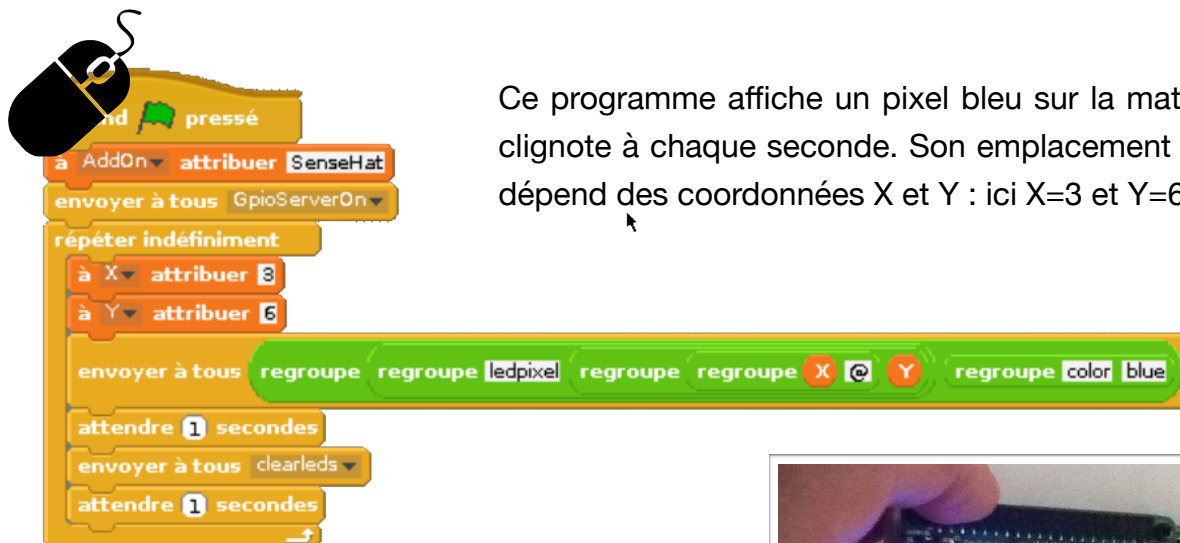 Ce programme affiche un pixel bleu sur la mat
clignote à chaque seconde. Son emplacement
dépend des coordonnées X et Y : ici X=3 et Y=6
pressé
à AddOn attribuer SenseHat
envoyer à tous GpioServerOn
répéter indéfiniment
à X attribuer 3
à Y attribuer 6
envoyer à tous regroupe regroupe ledpixel regroupe regroupe X @ Y regroupe color blue
attendre 1 secondes
envoyer à tous clearleds
attendre 1 secondes